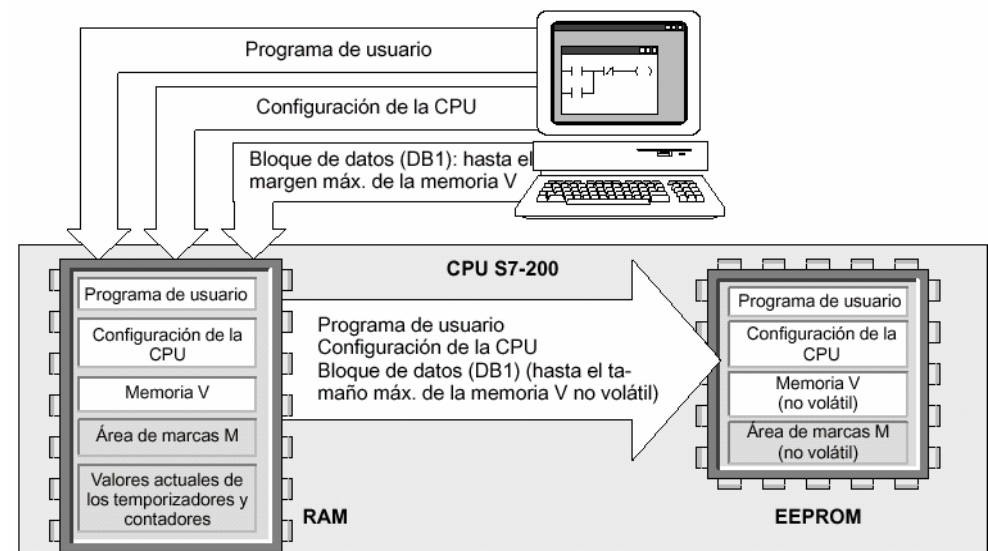 Programa de usuario
Configuración de la CPU
Bloque de datos (DB1): hasta el
margen máx. de la memoria V
CPU S7-200
Programa de usuario
Configuración de la
CPU
Memoria V
Área de marcas M
Valores actuales de
los temporizadores y
contadores
RAM
Programa de usuario
Configuración de la CPU
Bloque de datos (DB1) (hasta el ta-
maño máx. de la memoria V no volátil)
Programa de usuario
Configuración de la
CPU
Memoria V
(no volátil)
Área de marcas M
(no volátil)
EEPROM